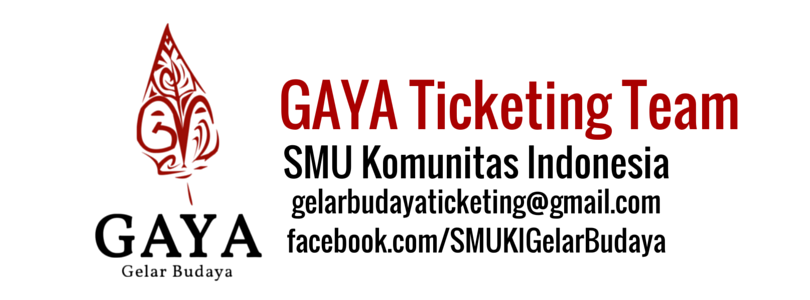 GAYA
Gelar Budaya
GAYA Ticketing Team
SMU Komunitas Indonesia
gelarbudayaticketing@gmail.com
facebook.com/SMUKIGelarBudaya